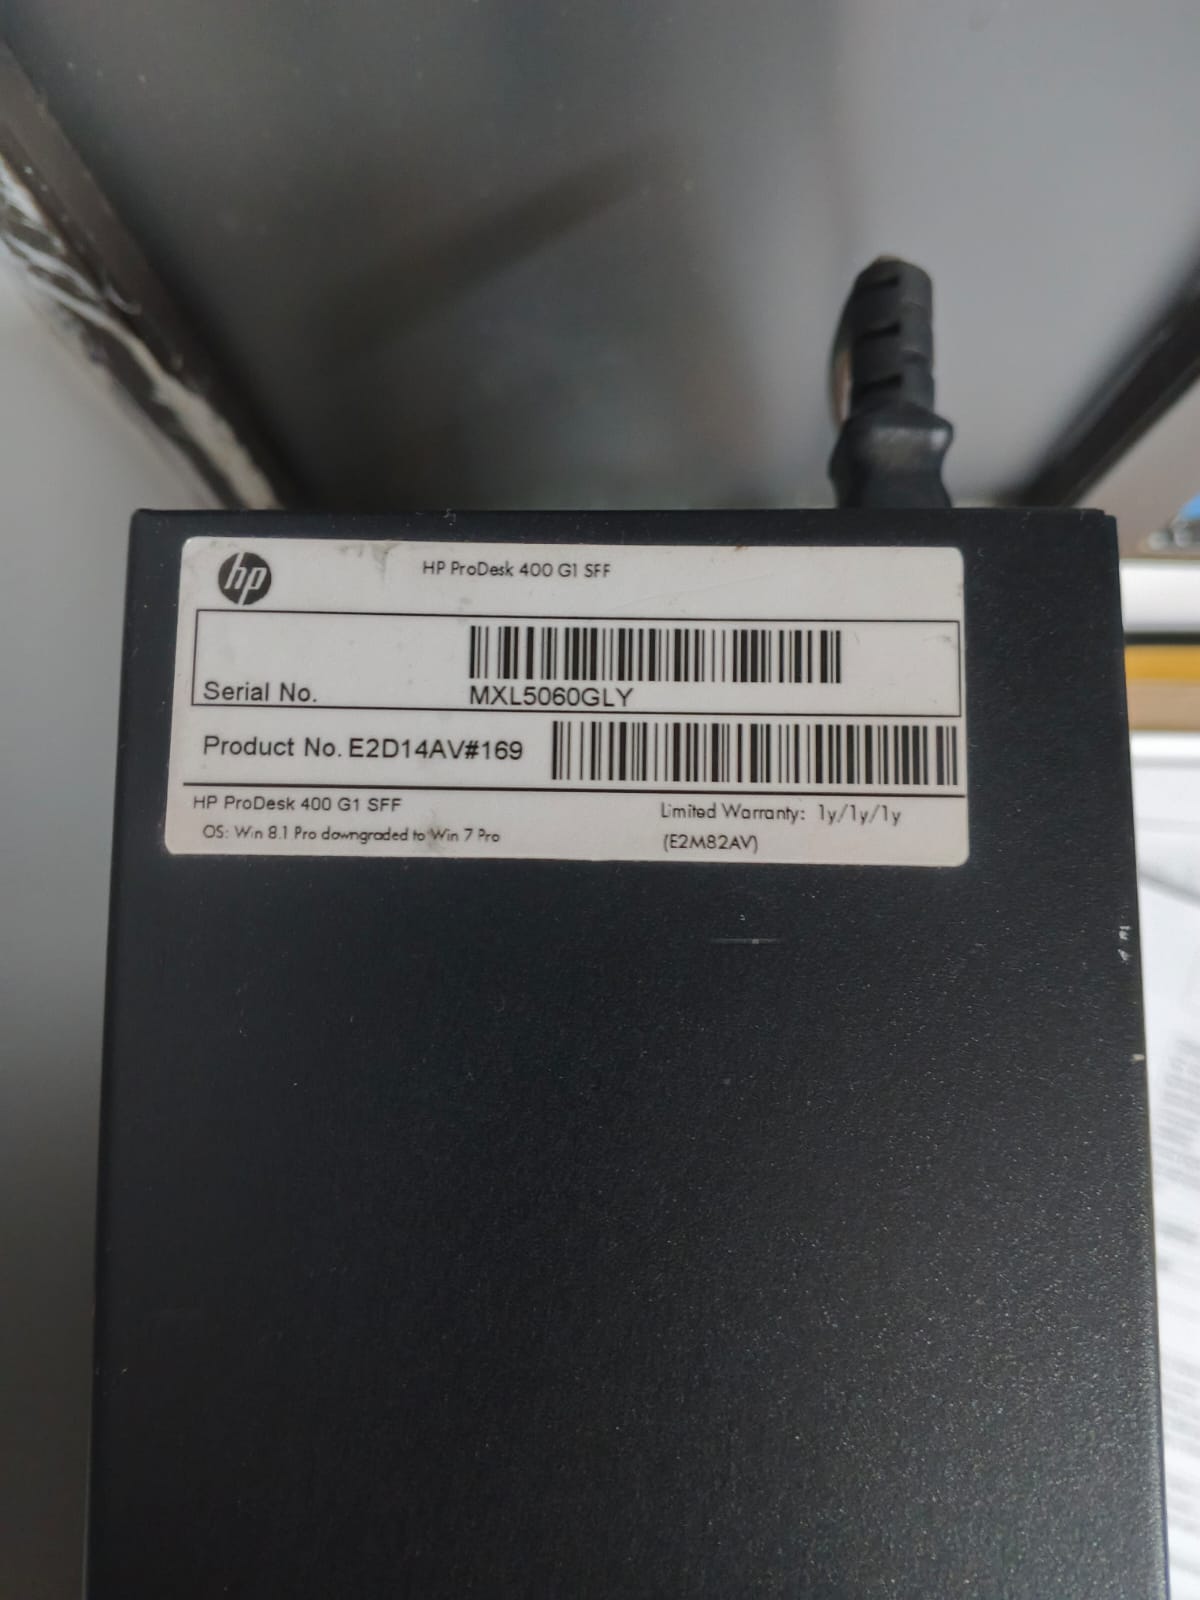 hp
HP ProDesk 400 G1 SFF
Serial No. MXL5060GLY
Product No. E2D14AV#169
HP ProDesk 400 G1 SFF
Limited Warranty: 1y/1y/1y
OS: Win 8.1 Pro downgraded to Win 7 Pro
(E2M82AV)